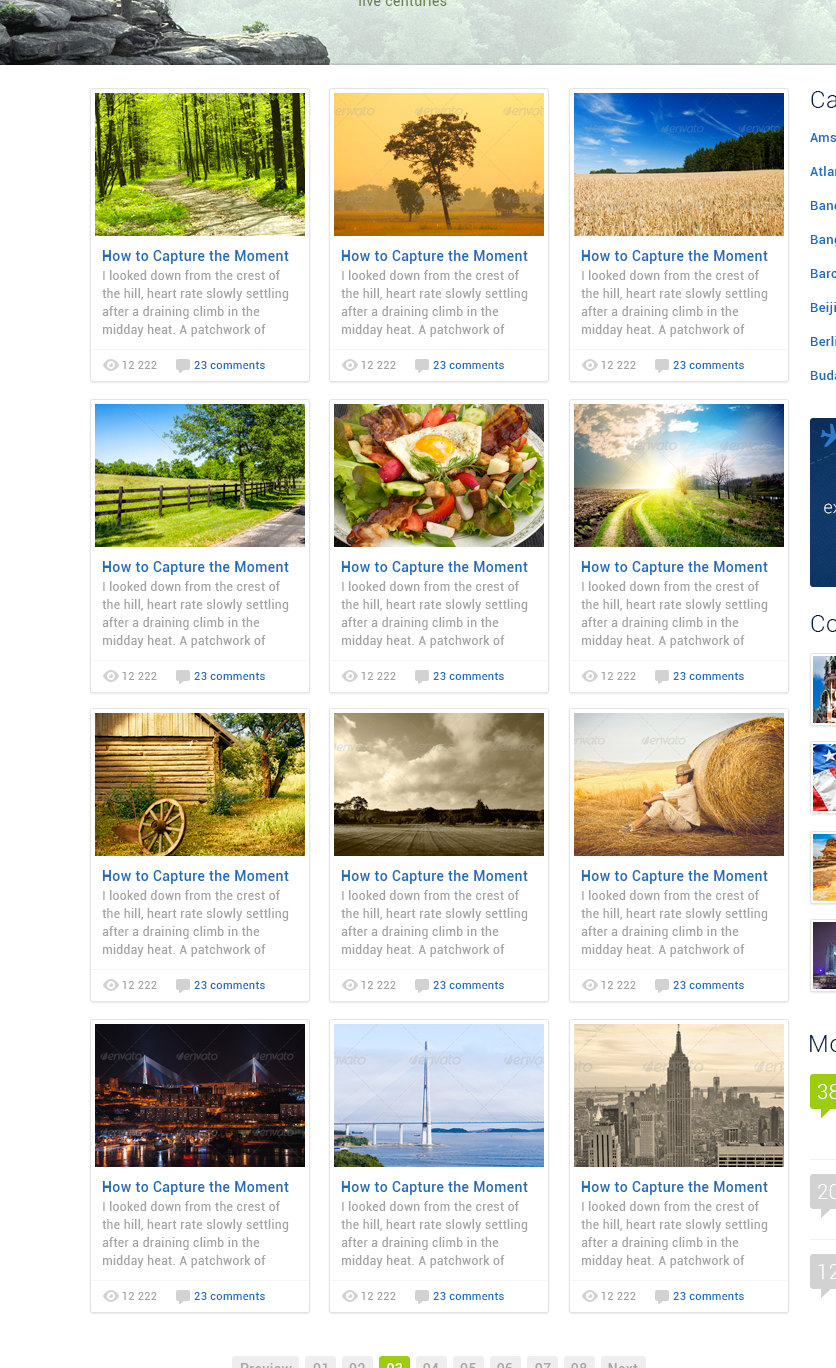 five centuries
How to Capture the Moment
I looked down from the crest of
the hill, heart rate slowly settling
after a draining climb in the
midday heat. A patchwork of
12 222 23 comments
How to Capture the Moment
I looked down from the crest of
the hill, heart rate slowly settling
after a draining climb in the
midday heat. A patchwork of
12 222 23 comments
How to Capture the Moment
I looked down from the crest of
the hill, heart rate slowly settling
after a draining climb in the
midday heat. A patchwork of
12 222 23 comments
How to Capture the Moment
I looked down from the crest of
the hill, heart rate slowly settling
after a draining climb in the
midday heat. A patchwork of
12 222 23 comments
How to Capture the Moment
I looked down from the crest of
the hill, heart rate slowly settling
after a draining climb in the
midday heat. A patchwork of
12 222 23 comments
How to Capture the Moment
I looked down from the crest of
the hill, heart rate slowly settling
after a draining climb in the
midday heat. A patchwork of
12 222 23 comments
How to Capture the Moment
I looked down from the crest of
the hill, heart rate slowly settling
after a draining climb in the
midday heat. A patchwork of
12 222 23 comments
How to Capture the Moment
I looked down from the crest of
the hill, heart rate slowly settling
after a draining climb in the
midday heat. A patchwork of
12 222 23 comments
How to Capture the Moment
I looked down from the crest of
the hill, heart rate slowly settling
after a draining climb in the
midday heat. A patchwork of
12 222 23 comments
How to Capture the Moment
I looked down from the crest of
the hill, heart rate slowly settling
after a draining climb in the
midday heat. A patchwork of
12 222 23 comments
How to Capture the Moment
I looked down from the crest of
the hill, heart rate slowly settling
after a draining climb in the
midday heat. A patchwork of
12 222 23 comments
How to Capture the Moment
I looked down from the crest of
the hill, heart rate slowly settling
after a draining climb in the
midday heat. A patchwork of
12 222 23 comments
Preview 01 02 03 04 05 06 07 08 Next
Ca
Ams
Atla
Banc
Bang
Barc
Beiji
Berli
Buda
ex
Co
Mo
38
20
12